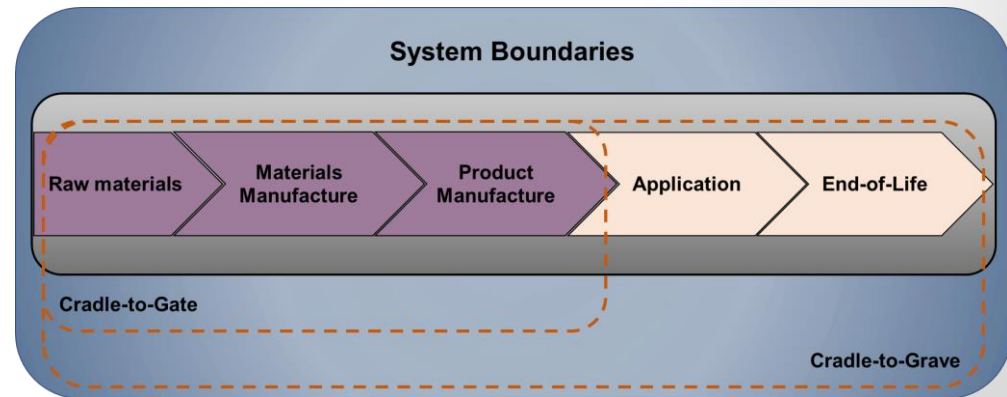 System Boundaries
Raw materials
Materials
Manufacture
Product
Manufacture
Application
End-of-Life
Cradle-to-Gate
Cradle-to-Grave